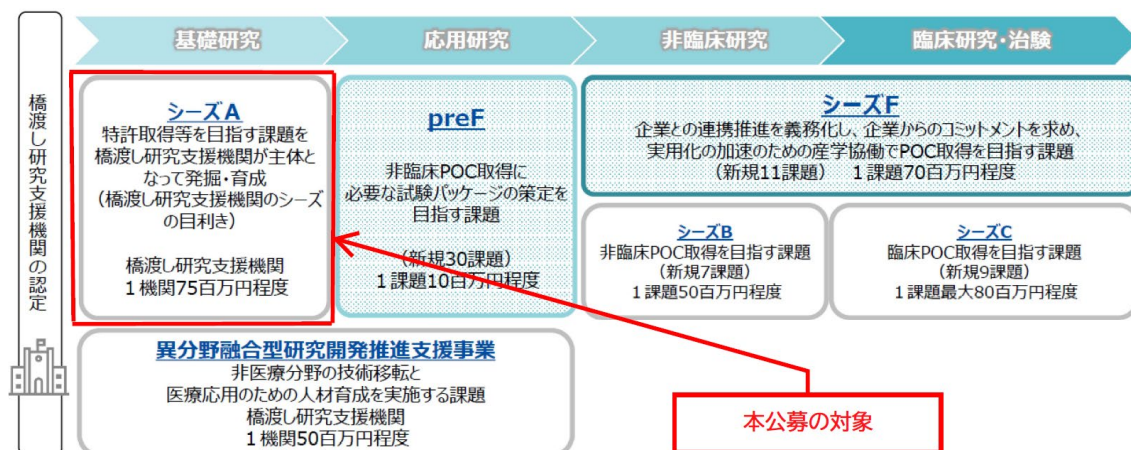 橋渡し研究支援機関の認定
基礎研究
応用研究
非臨床研究
臨床研究・治験
シーズA
特許取得等を目指す課題を
橋渡し研究支援機関が主体と
なって発掘・育成
(橋渡し研究支援機関のシーズ
の目利き)
橋渡し研究支援機関
1機関75百万円程度
preF
非臨床POC取得に
必要な試験パッケージの策定を
目指す課題
(新規30課題)
1課題10百万円程度
シーズF
企業との連携推進を義務化し、企業からのコミットメントを求め、
実用化の加速のための産学協働でPOC取得を目指す課題
(新規11課題) 1課題70百万円程度
シーズB
非臨床POC取得を目指す課題
(新規7課題)
1課題50百万円程度
シーズC
臨床POC取得を目指す課題
(新規9課題)
1課題最大80百万円程度
異分野融合型研究開発推進支援事業
非医療分野の技術移転と
医療応用のための人材育成を実施する課題
橋渡し研究支援機関
1機関50百万円程度
本公募の対象